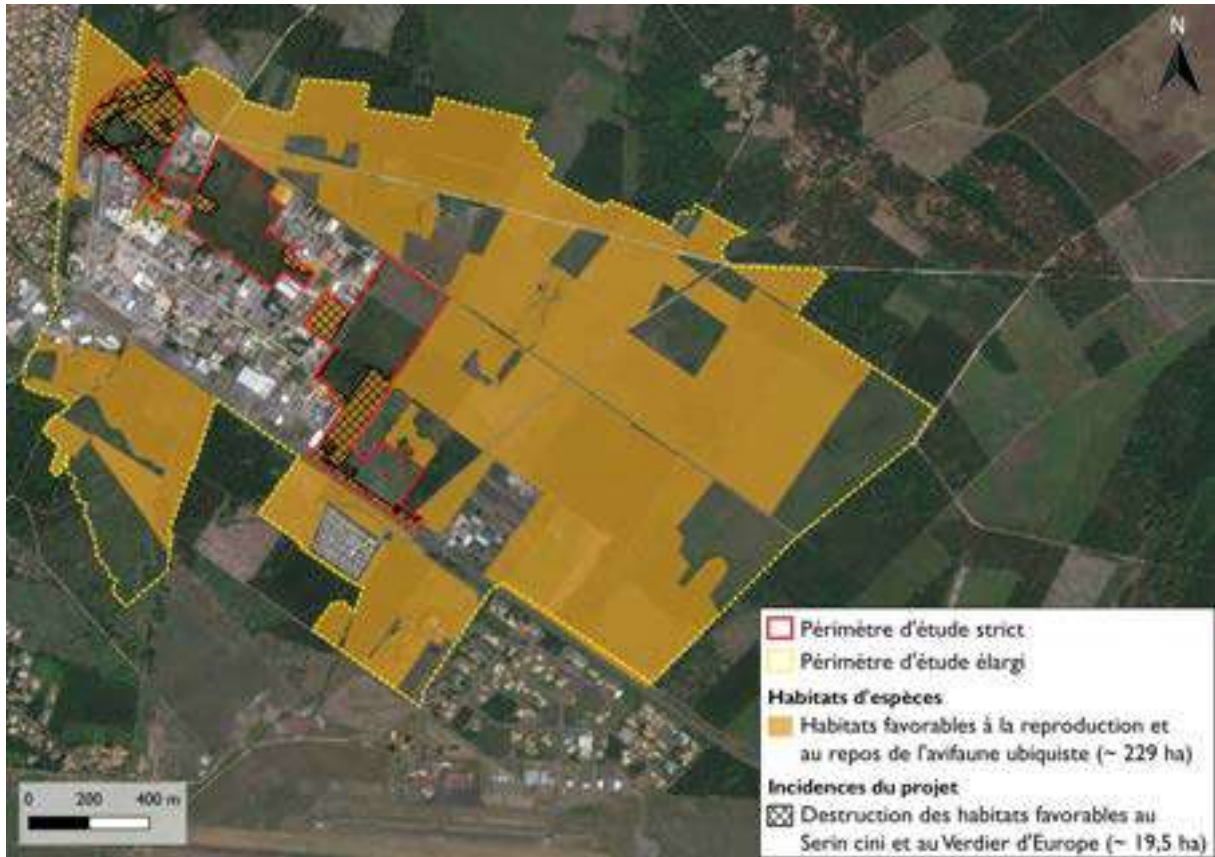 N
Périmètre d'étude strict
Périmètre d'étude élargi
Habitats d'espèces
Habitats favorables à la reproduction et
au repos de l'avifaune ubiquiste (~ 229 ha)
Incidences du projet
Destruction des habitats favorables au
Serin cini et au Verdier d'Europe (~ 19,5 ha)
0 200 400 m